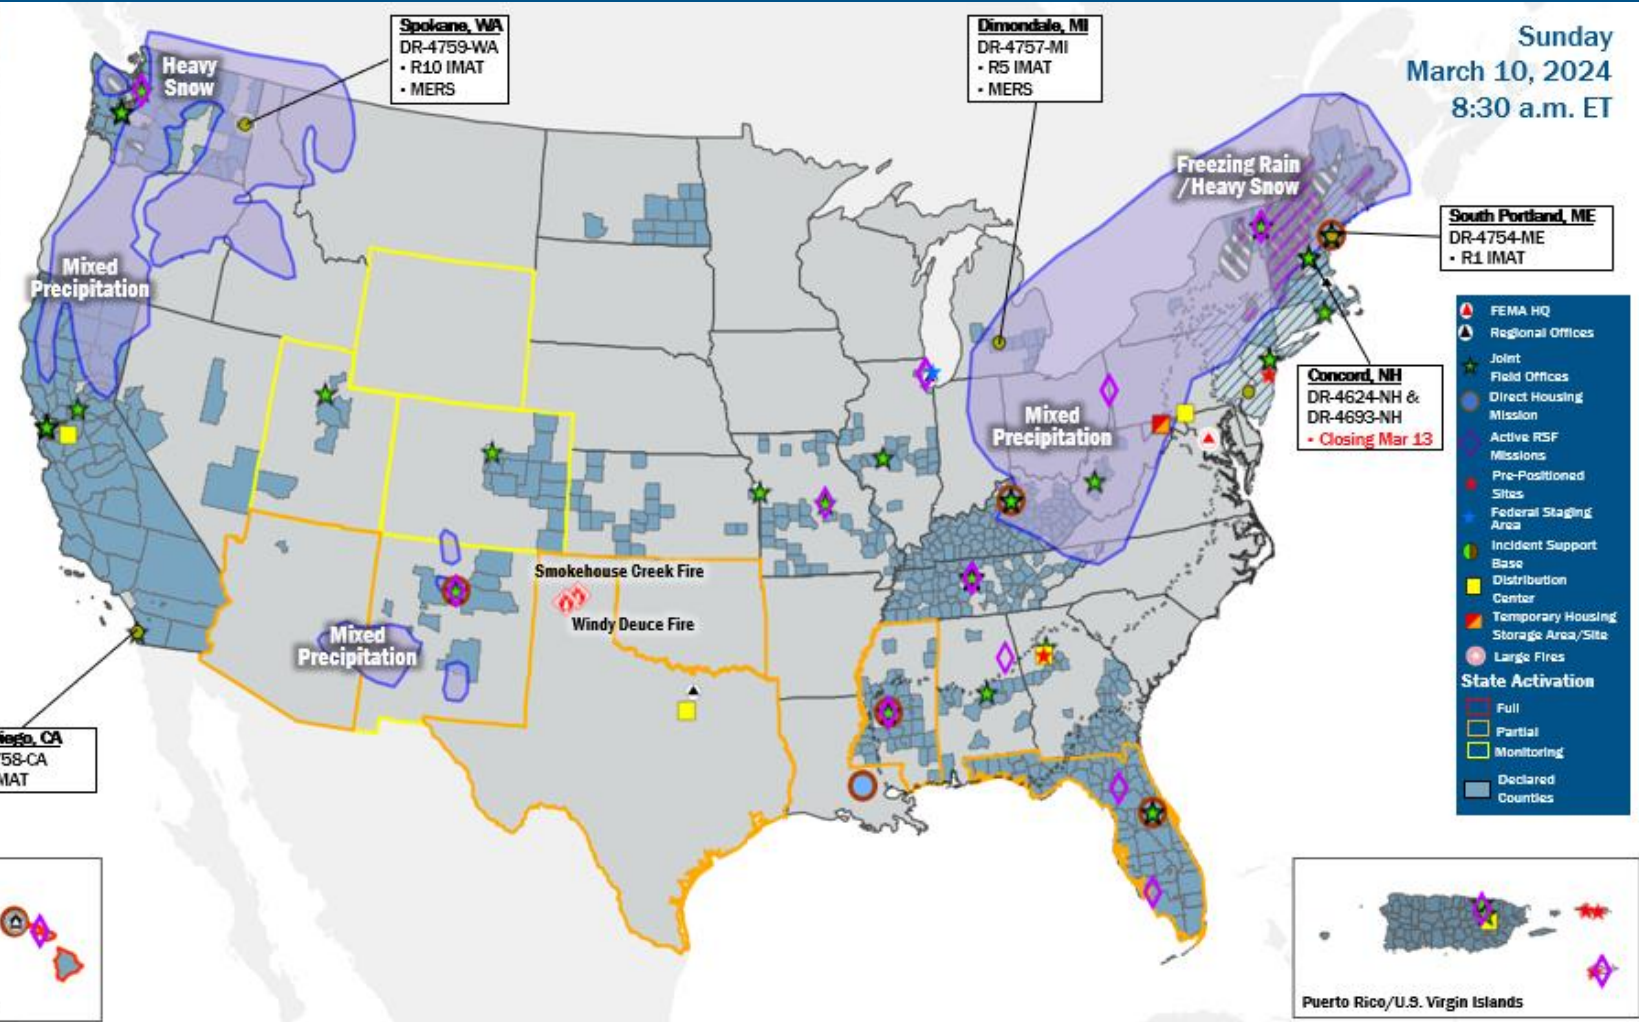 Sunday
March 10, 2024
8:30 a.m. ET
Spokane, WA
DR-4759-WA
• R10 IMAT
• MERS
Dimondale, MI
DR-4757-MI
• R5 IMAT
• MERS
Heavy
Snow
Freezing Rain
/Heavy Snow
South Portland, ME
DR-4754-ME
• R1 IMAT
Mixed
Precipitation
Concord, NH
DR-4624-NH &
DR-4693-NH
• Closing Mar 13
Mixed
Precipitation
Smokehouse Creek Fire
Windy Deuce Fire
Mixed
Precipitation
iego, CA
58-CA
MAT
FEMA HQ
Regional Offices
Joint
Field Offices
Direct Housing
Mission
Active RSF
Missions
Pre-Positioned
Sites
Federal Staging
Area
Incident Support
Base
Distribution
Center
Temporary Housing
Storage Area/Site
Large Fires
State Activation
Full
Partial
Monitoring
Declared
Counties
Puerto Rico/U.S. Virgin Islands